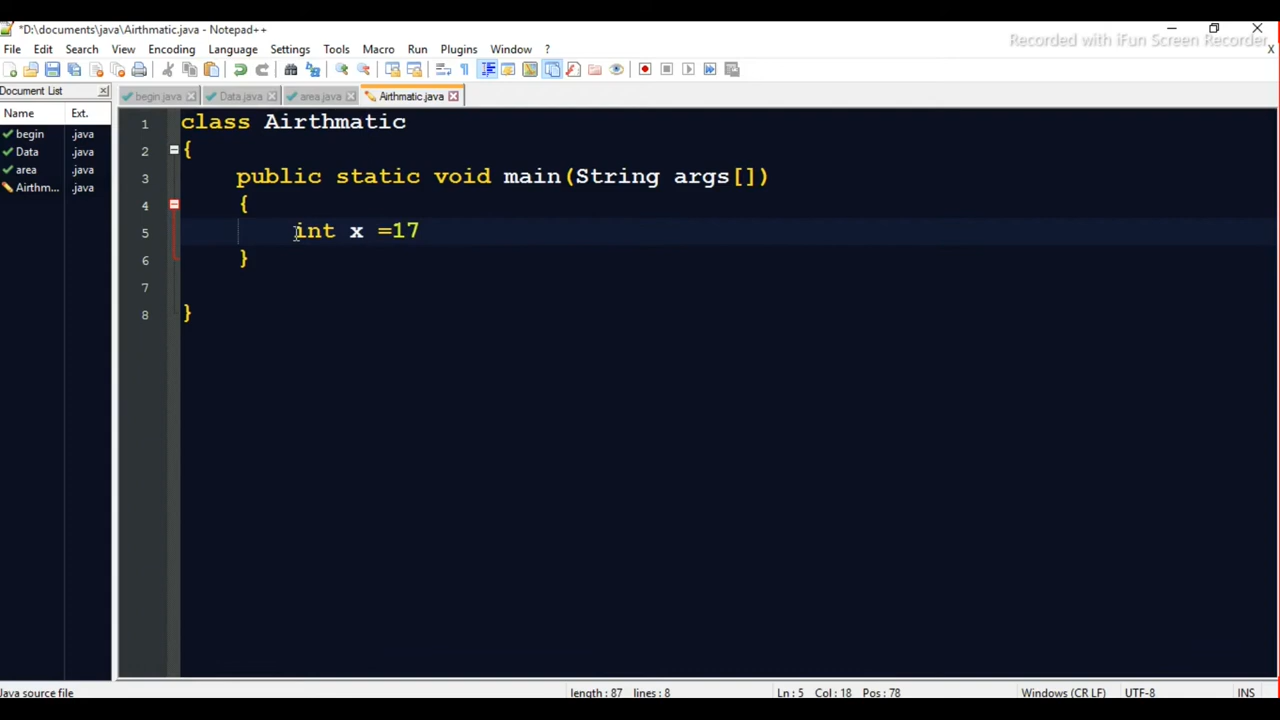 *D:\documents\java\Airthmatic.java - Notepad++
Recorded with iFun Screen Recorder
File Edit Search View Encoding Language Settings Tools Macro Run Plugins Window ? X
Document List
begin.java Data.java area.java Airthmatic.java
Name Ext.
begin .java
Data .java
area .java
Airthm... .java
1 class Airthmatic
2 {
3 public static void main(String args[])
4 {
5 int x =17
6 }
7
8 }
Java source file length : 87 lines : 8 Ln : 5 Col : 18 Pos : 78 Windows (CR LF) UTF-8 INS